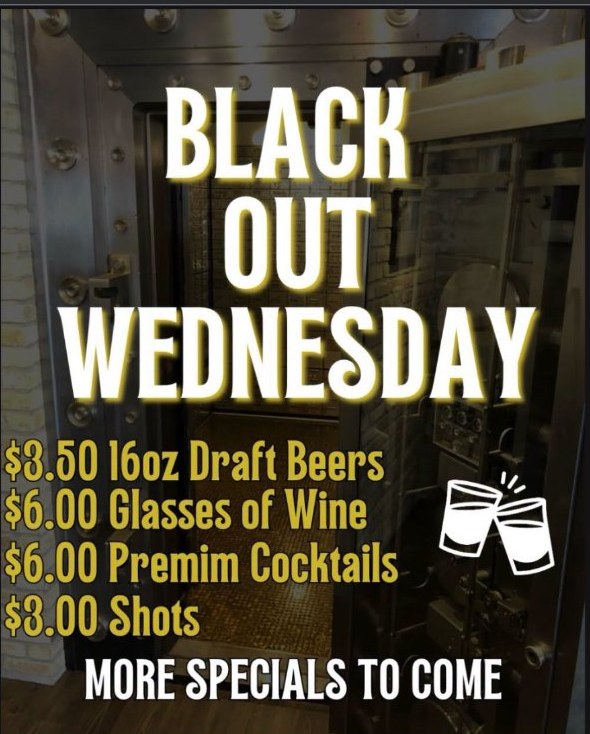 BLACK
OUT
WEDNESDAY
$3.50 16oz Draft Beers
$6.00 Glasses of Wine
$6.00 Premim Cocktails
$3.00 Shots
MORE SPECIALS TO COME